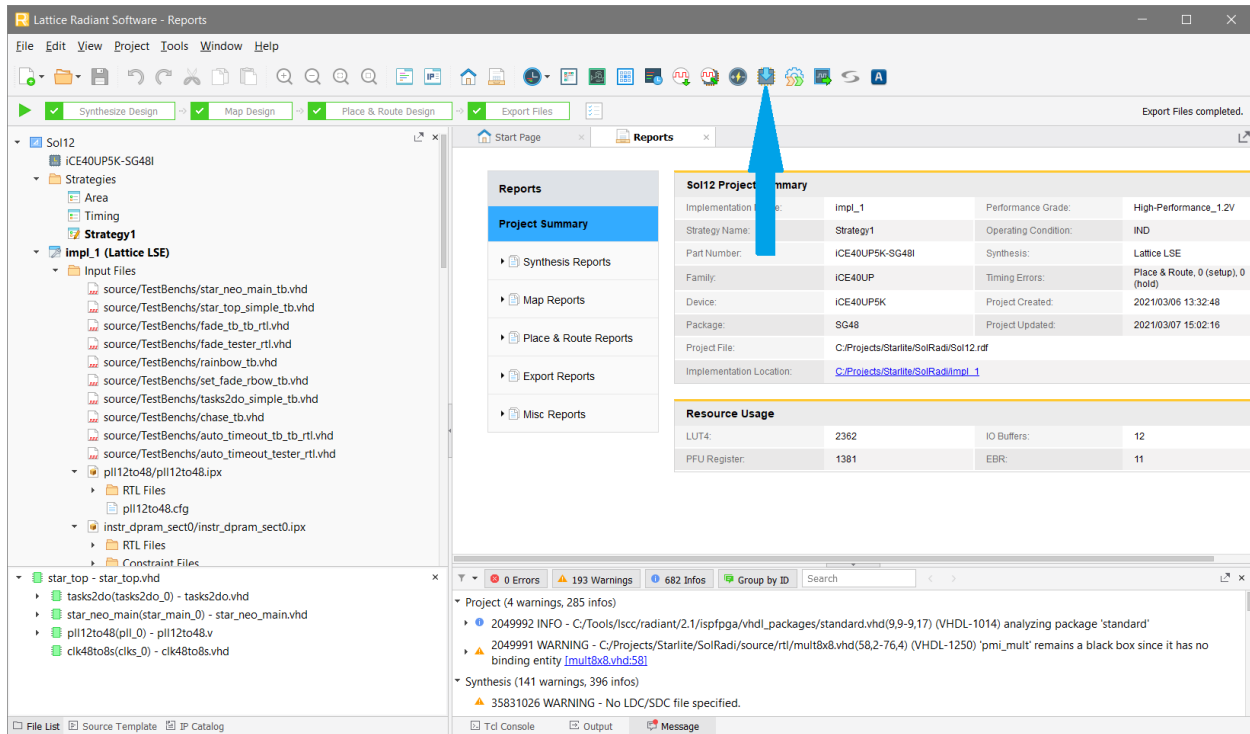 Lattice Radiant Software - Reports
File Edit View Project Tools Window Help
IP
A
Synthesize Design
Map Design
Place & Route Design
Export Files
Export Files completed.
Sol12
iCE40UP5K-SG48I
Strategies
Area
Timing
Strategy1
impl_1 (Lattice LSE)
Input Files
source/TestBenchs/star_neo_main_tb.vhd
source/TestBenchs/star_top_simple_tb.vhd
source/TestBenchs/fade_tb_tb_rtl.vhd
source/TestBenchs/fade_tester_rtl.vhd
source/TestBenchs/rainbow_tb.vhd
source/TestBenchs/set_fade_rbow_tb.vhd
source/TestBenchs/tasks2do_simple_tb.vhd
source/TestBenchs/chase_tb.vhd
source/TestBenchs/auto_timeout_tb_tb_rtl.vhd
source/TestBenchs/auto_timeout_tester_rtl.vhd
pll12to48/pll12to48.ipx
RTL Files
pll12to48.cfg
instr_dpram_sect0/instr_dpram_sect0.ipx
RTL Files
Constraint Files
star_top - star_top.vhd
tasks2do(tasks2do_0) - tasks2do.vhd
star_neo_main(star_main_0) - star_neo_main.vhd
pll12to48(pll_0) - pll12to48.v
clk48to8s(clks_0) - clk48to8s.vhd
File List Source Template IP Catalog
Start Page
Reports
Reports
Project Summary
Synthesis Reports
Map Reports
Place & Route Reports
Export Reports
Misc Reports
Sol12 Project mmary
Implementation e: impl_1 Performance Grade: High-Performance_1.2V
Strategy Name: Strategy1 Operating Condition: IND
Part Number: iCE40UP5K-SG48I Synthesis: Lattice LSE
Family: iCE40UP Timing Errors: Place & Route, 0 (setup), 0
(hold)
Device: iCE40UP5K Project Created: 2021/03/06 13:32:48
Package: SG48 Project Updated: 2021/03/07 15:02:16
Project File: C:/Projects/Starlite/SolRadi/Sol12.rdf
Implementation Location: C:/Projects/Starlite/SolRadi/impl_1
Resource Usage
LUT4: 2362 IO Buffers: 12
PFU Register: 1381 EBR: 11
0 Errors 193 Warnings 682 Infos Group by ID Search
Project (4 warnings, 285 infos)
2049992 INFO - C:/Tools/lscc/radiant/2.1/ispfpga/vhdl_packages/standard.vhd(9,9-9,17) (VHDL-1014) analyzing package 'standard'
2049991 WARNING - C:/Projects/Starlite/SolRadi/source/rtl/mult8x8.vhd(58,2-76,4) (VHDL-1250) 'pmi_mult' remains a black box since it has no
binding entity [mult8x8.vhd:58]
Synthesis (141 warnings, 396 infos)
35831026 WARNING - No LDC/SDC file specified.
Tcl Console Output Message